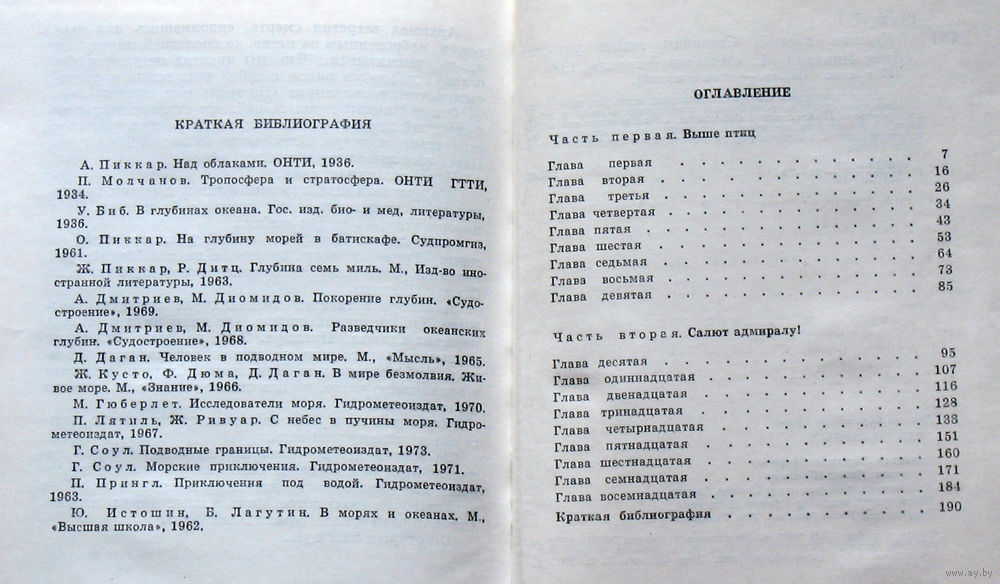 КРАТКАЯ БИБЛИОГРАФИЯ
А. Пиккар. Над облаками. ОНТИ, 1936.
П. Молчанов. Тропосфера и стратосфера. ОНТИ ГТТИ,
1934.
У. Биб. В глубинах океана. Гос. изд. био- и мед, литературы,
1936.
О. Пиккар. На глубину морей в батискафе. Судпромгиз,
1961.
Ж. Пиккар, Р. Дитц. Глубина семь миль. М., Изд-во ино-
странной литературы, 1963.
А. Дмитриев, М. Диомидов. Покорение глубин. «Судо-
строение», 1969.
А. Дмитриев, М. Диомидов. Разведчики океанских
глубин. «Судостроение», 1968.
Д. Даган. Человек в подводном мире. М., «Мысль», 1965.
Ж. Кусто, Ф. Дюма, Д. Даган. В мире безмолвия. Жи-
вое море. М., «Знание», 1966.
М. Гюберлет. Исследователи моря. Гидрометеоиздат, 1970.
П. Лятиль, Ж. Ривуар. С небес в пучины моря. Гидро-
метеоиздат, 1967.
Г. Соул. Подводные границы. Гидрометеоиздат, 1973.
Г. Соул. Морские приключения. Гидрометеоиздат, 1971.
П. Прингл. Приключения под водой. Гидрометеоиздат,
1963.
Ю. Истошин, Б. Лагутин. В морях и океанах. М.,
«Высшая школа», 1962.
ОГЛАВЛЕНИЕ
Часть первая. Выше птиц
Глава первая . . . . . . . . . . . . . 7
Глава вторая . . . . . . . . . . . . . 16
Глава третья . . . . . . . . . . . . . 26
Глава четвертая . . . . . . . . . . . . . 34
Глава пятая . . . . . . . . . . . . . 43
Глава шестая . . . . . . . . . . . . . 53
Глава седьмая . . . . . . . . . . . . . 64
Глава восьмая . . . . . . . . . . . . . 73
Глава девятая . . . . . . . . . . . . . 85
Часть вторая. Салют адмиралу!
Глава десятая . . . . . . . . . . . . . 95
Глава одиннадцатая . . . . . . . . . . . . 107
Глава двенадцатая . . . . . . . . . . . . 116
Глава тринадцатая . . . . . . . . . . . . 128
Глава четырнадцатая . . . . . . . . . . . . 138
Глава пятнадцатая . . . . . . . . . . . . 151
Глава шестнадцатая . . . . . . . . . . . . 160
Глава семнадцатая . . . . . . . . . . . . 171
Глава восемнадцатая . . . . . . . . . . . . 184
Краткая библиография . . . . . . . . . . . 190
www.ay.by